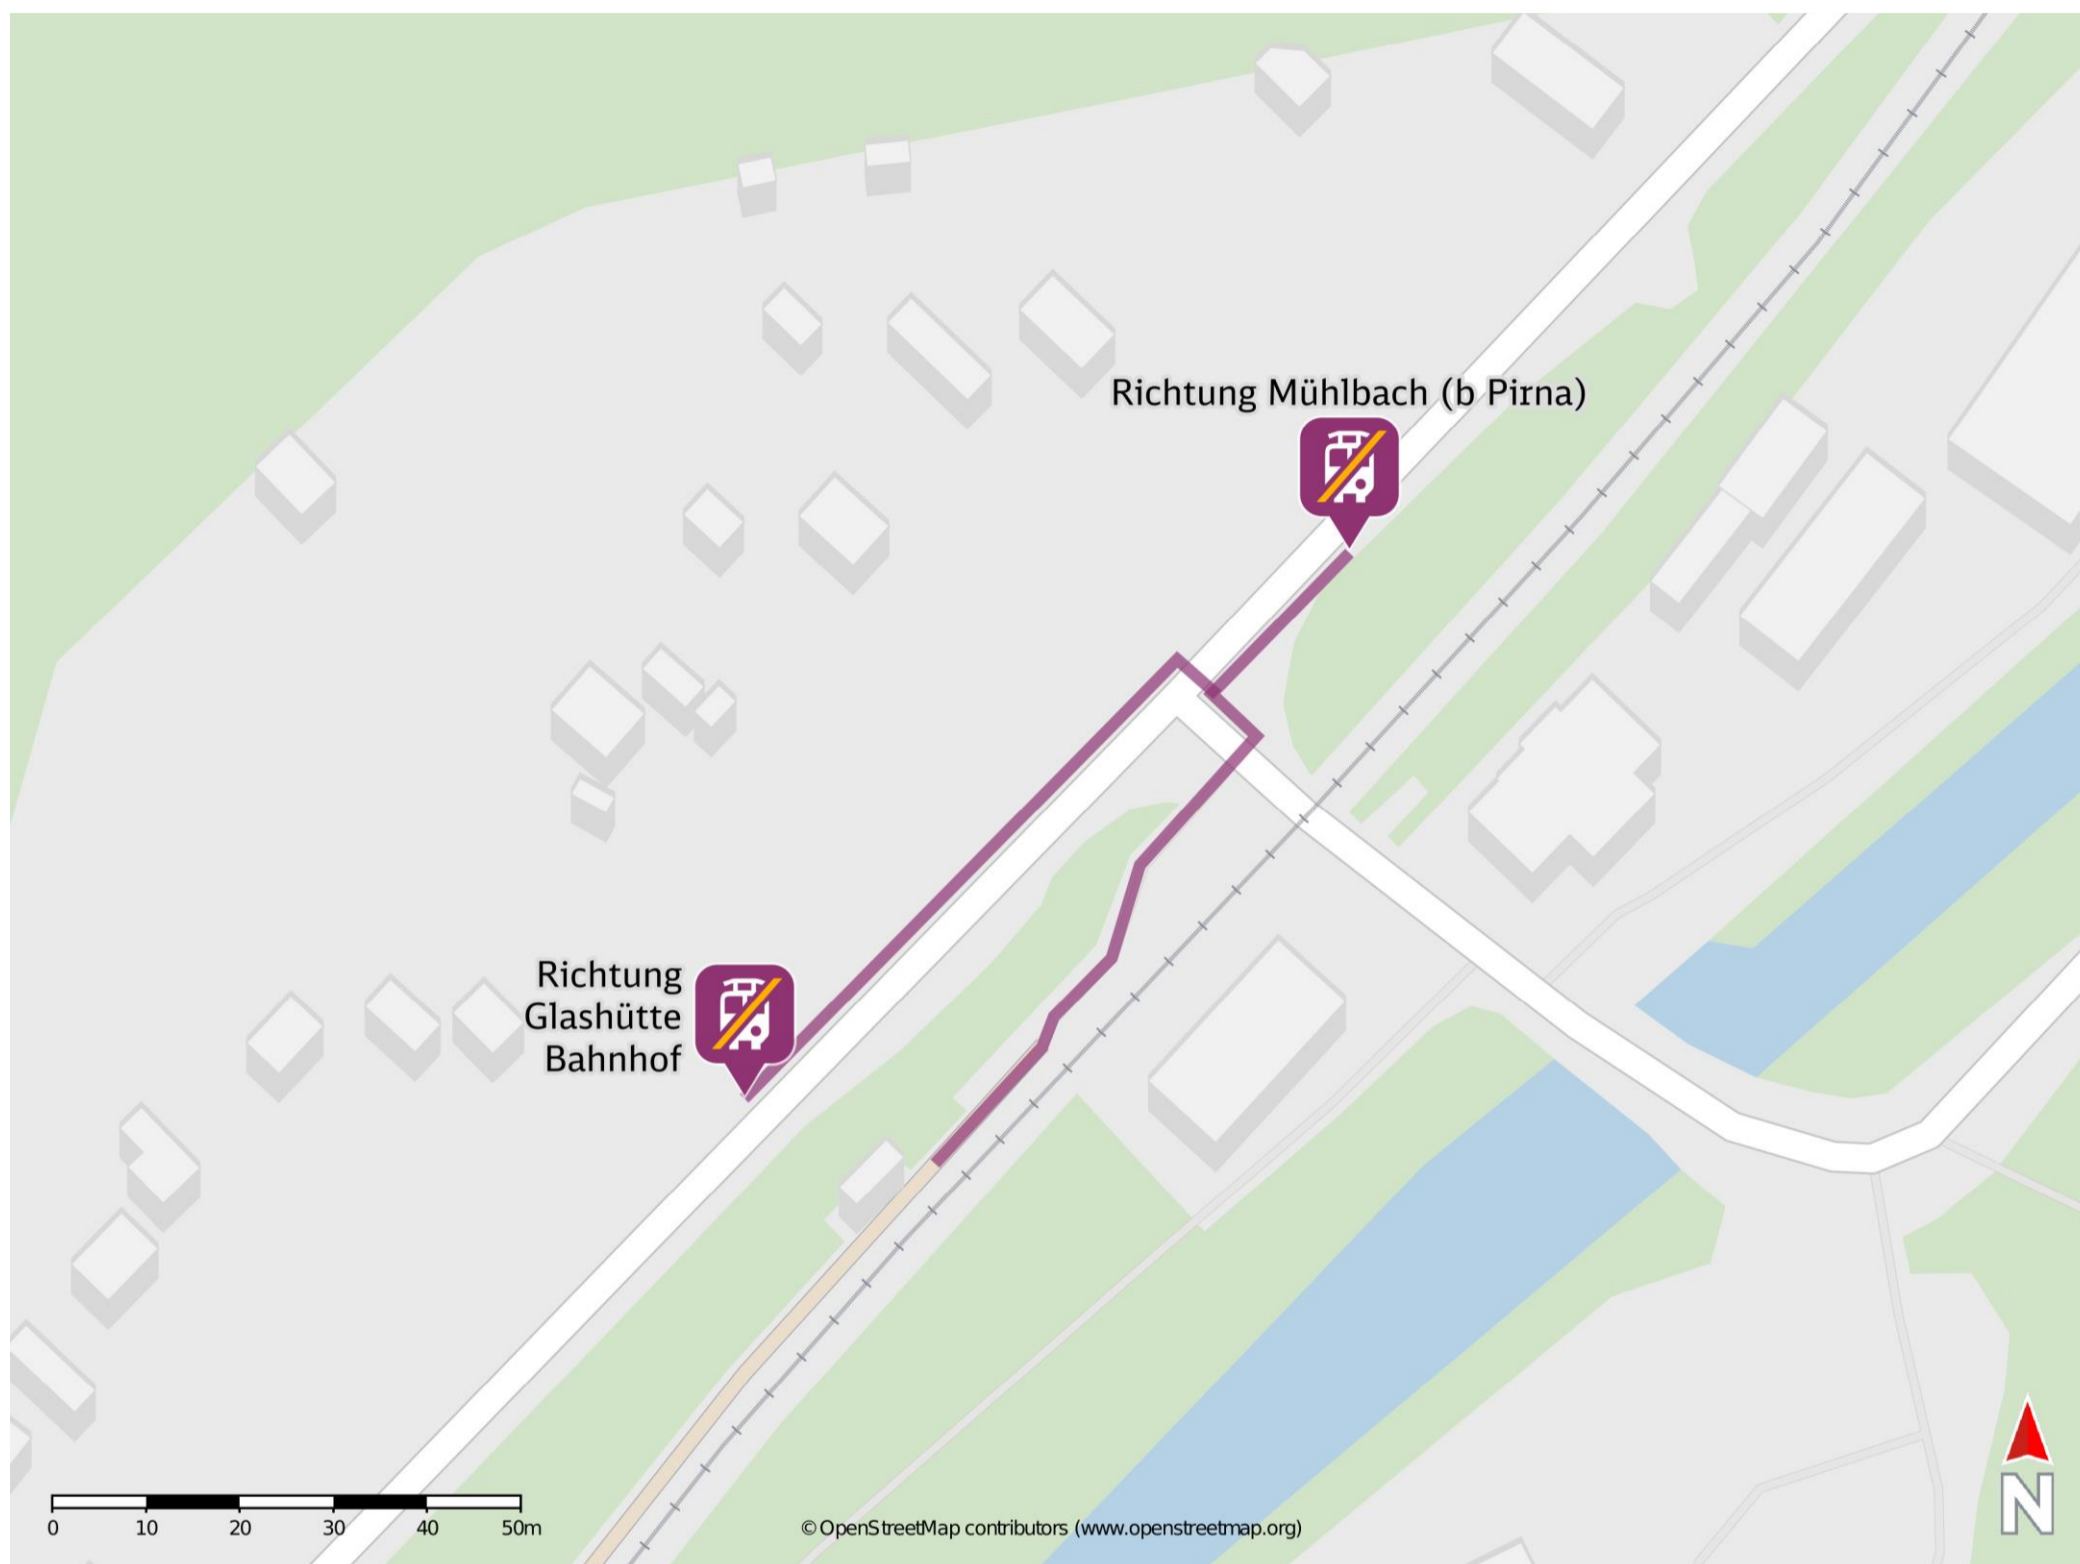 Richtung Mühlbach (b Pirna)
Richtung
Glashütte
Bahnhof
0 10 20 30 40 50m
© OpenStreetMap contributors (www.openstreetmap.org)
N